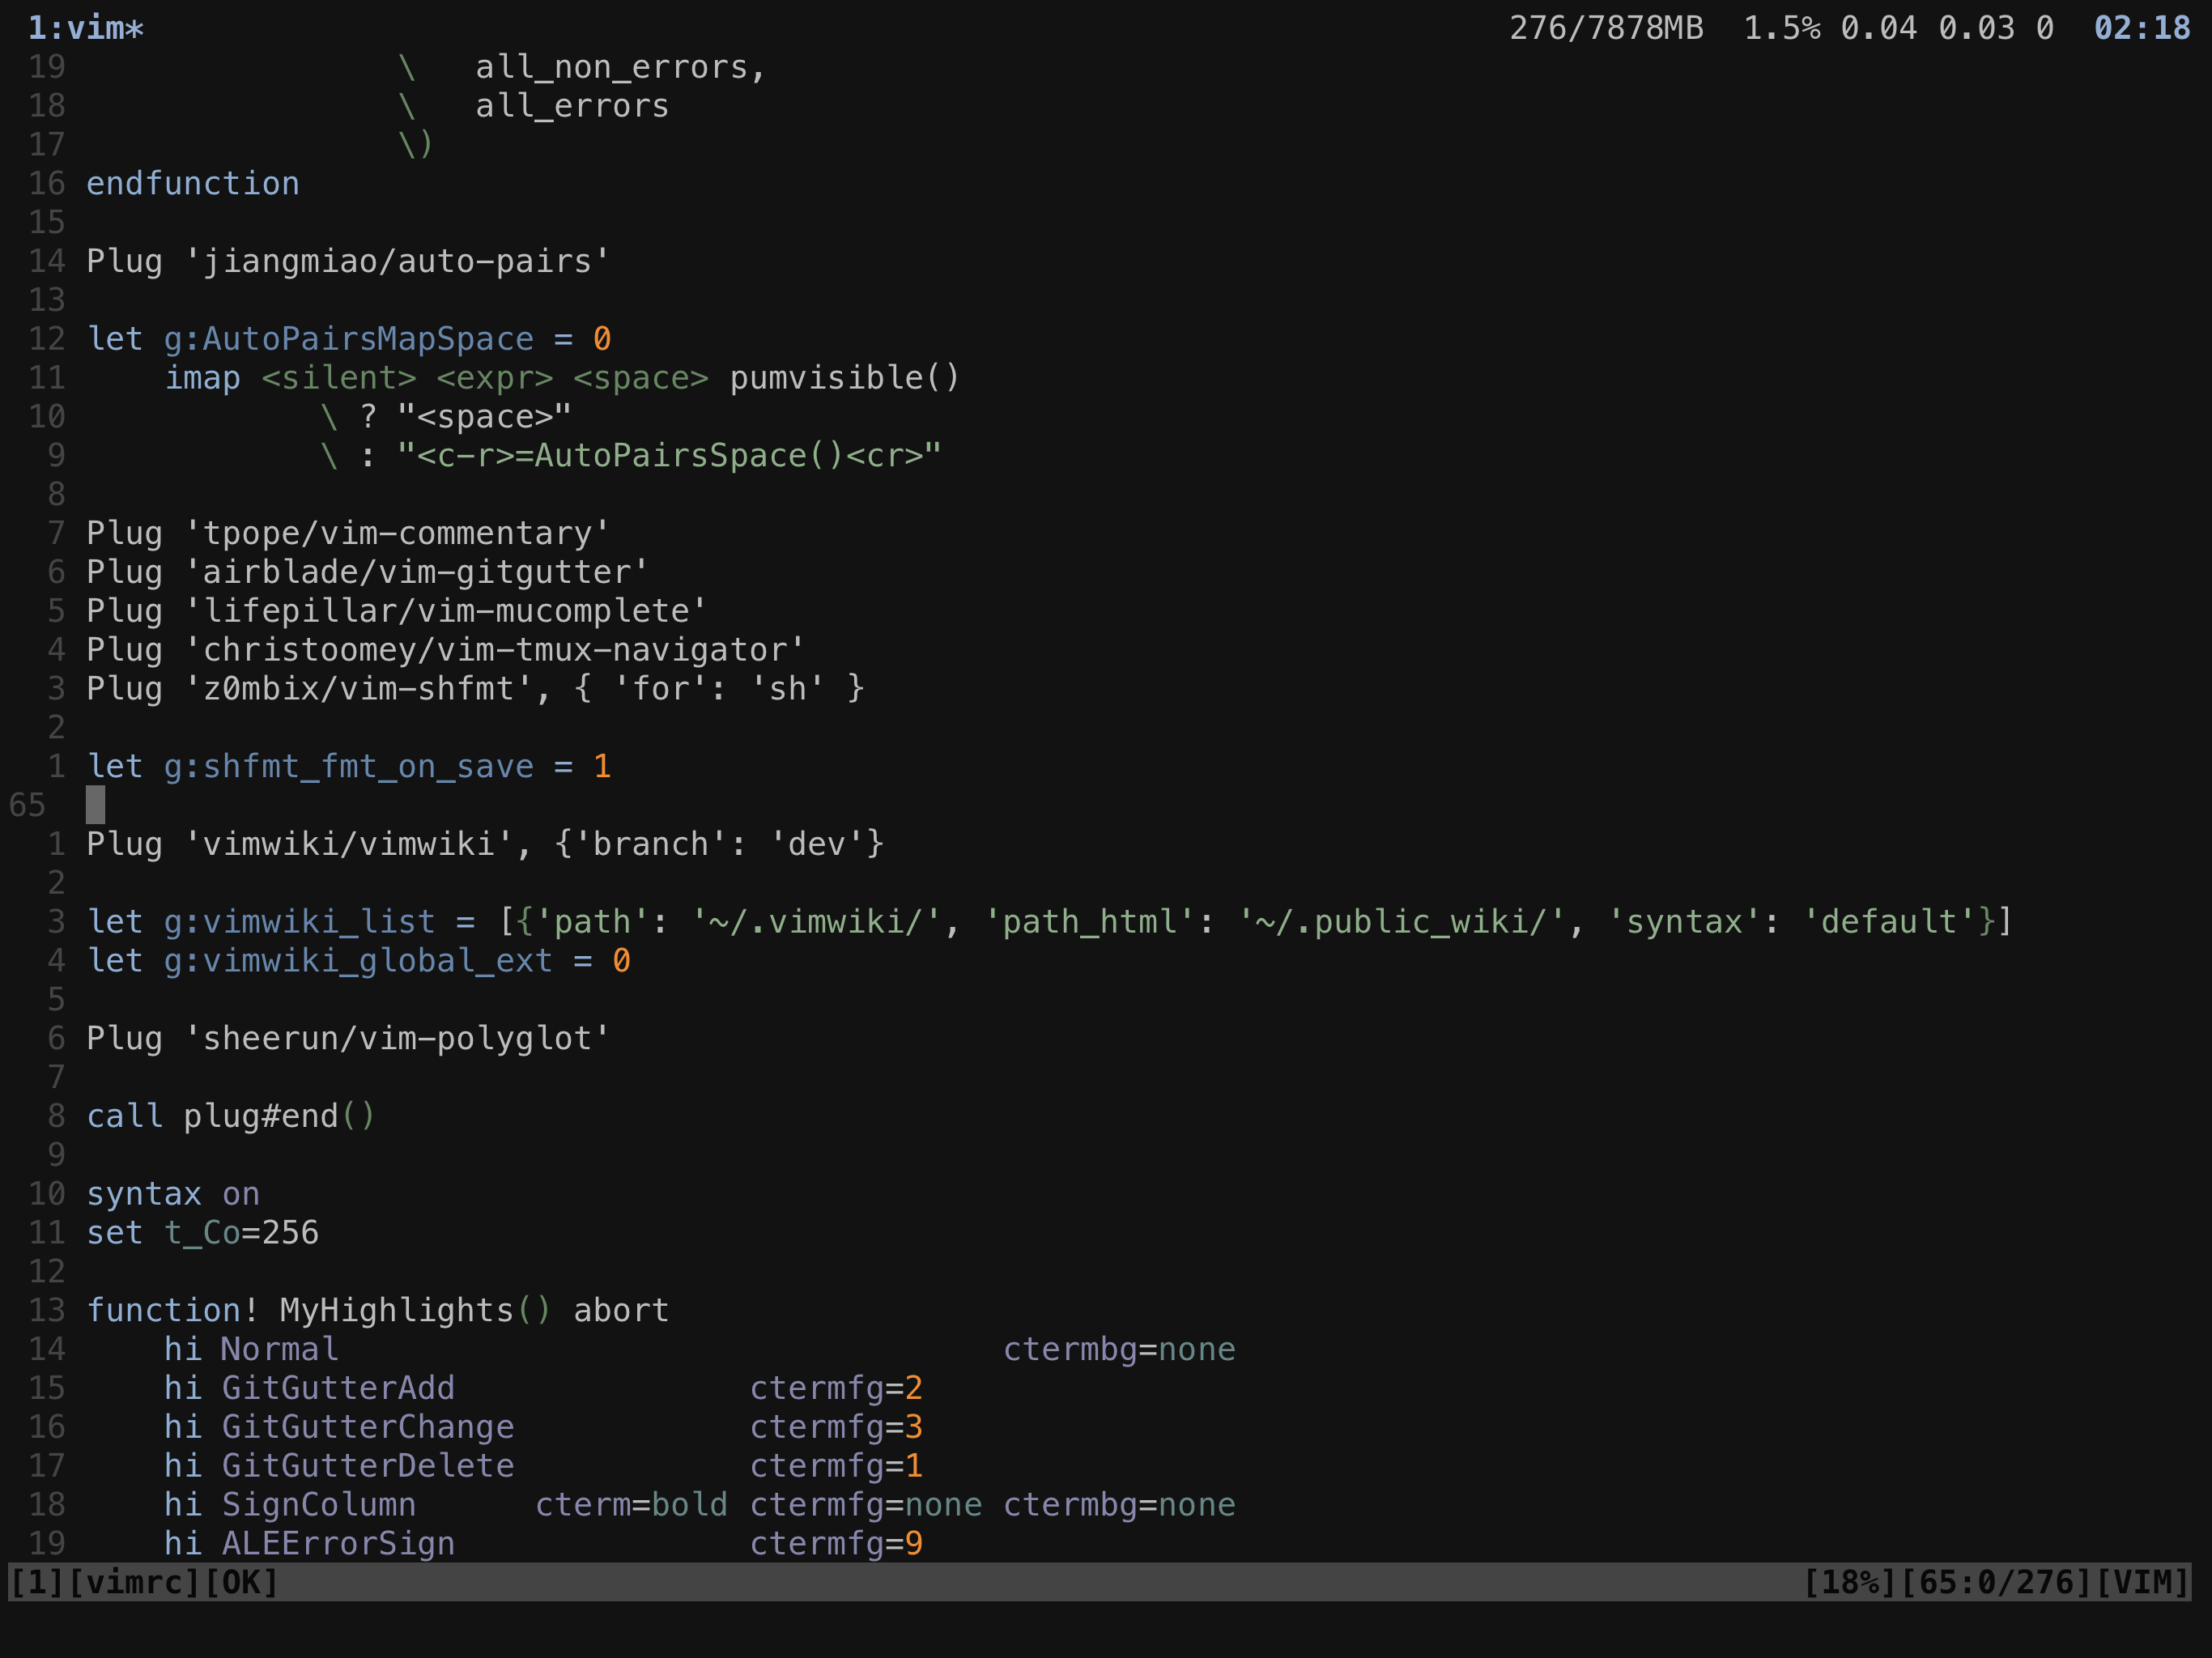 1:vim* 276/7878MB 1.5% 0.04 0.03 0 02:18
19 \ all_non_errors,
18 \ all_errors
17 \)
16 endfunction
15
14 Plug 'jiangmiao/auto-pairs'
13
12 let g:AutoPairsMapSpace = 0
11 imap <silent> <expr> <space> pumvisible()
10 \ ? "<space>"
9 \ : "<c-r>=AutoPairsSpace()<cr>"
8
7 Plug 'tpope/vim-commentary'
6 Plug 'airblade/vim-gitgutter'
5 Plug 'lifepillar/vim-mucomplete'
4 Plug 'christoomey/vim-tmux-navigator'
3 Plug 'z0mbix/vim-shfmt', { 'for': 'sh' }
2
1 let g:shfmt_fmt_on_save = 1
65
1 Plug 'vimwiki/vimwiki', {'branch': 'dev'}
2
3 let g:vimwiki_list = [{'path': '~/.vimwiki/', 'path_html': '~/.public_wiki/', 'syntax': 'default'}]
4 let g:vimwiki_global_ext = 0
5
6 Plug 'sheerun/vim-polyglot'
7
8 call plug#end()
9
10 syntax on
11 set t_Co=256
12
13 function! MyHighlights() abort
14 hi Normal ctermbg=none
15 hi GitGutterAdd ctermfg=2
16 hi GitGutterChange ctermfg=3
17 hi GitGutterDelete ctermfg=1
18 hi SignColumn cterm=bold ctermfg=none ctermbg=none
19 hi ALEErrorSign ctermfg=9
[1][vimrc][OK] [18%][65:0/276][VIM]